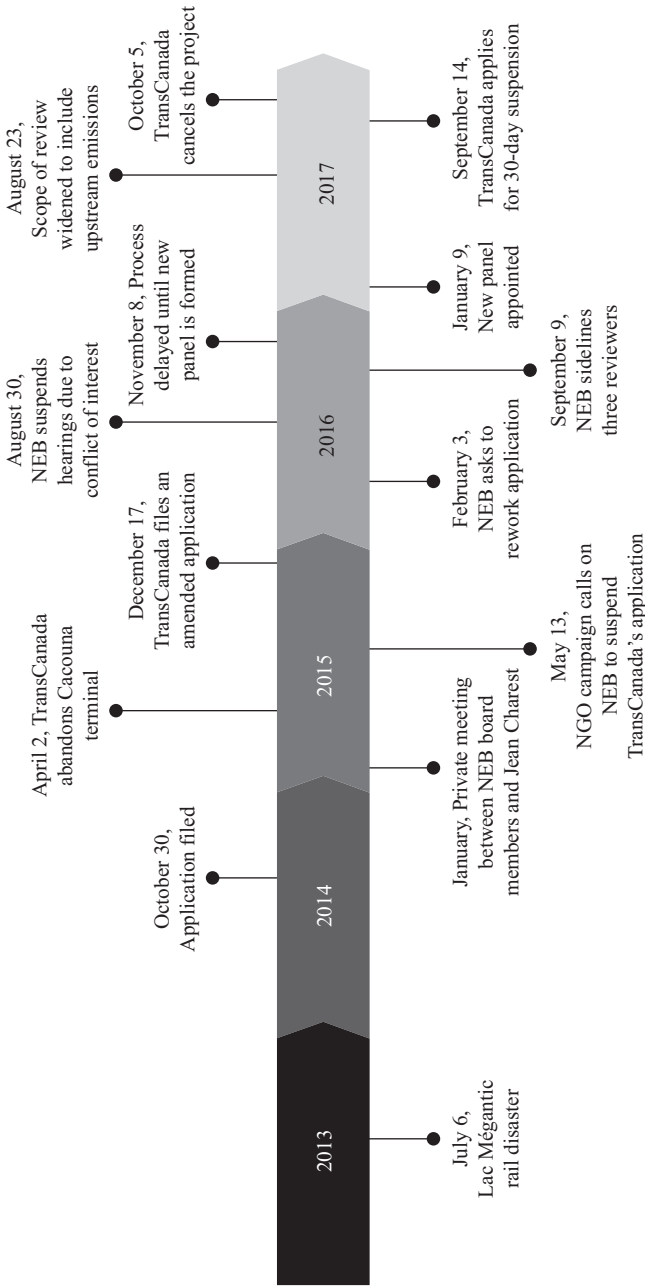 August 23,
Scope of review
widened to include
upstream emissions
October 5,
TransCanada
cancels the project
August 30,
NEB suspends
hearings due to
conflict of interest
November 8, Process
delayed until new
panel is formed
April 2, TransCanada
abandons Cacouna
terminal
December 17,
TransCanada files an
amended application
October 30,
Application filed
2013
2014
2015
2016
2017
July 6,
Lac Mégantic
rail disaster
January, Private meeting
between NEB board
members and Jean Charest
May 13,
NGO campaign calls on
NEB to suspend
TransCanada’s application
February 3,
NEB asks to
rework application
September 9,
NEB sidelines
three reviewers
January 9,
New panel
appointed
September 14,
TransCanada applies
for 30-day suspension